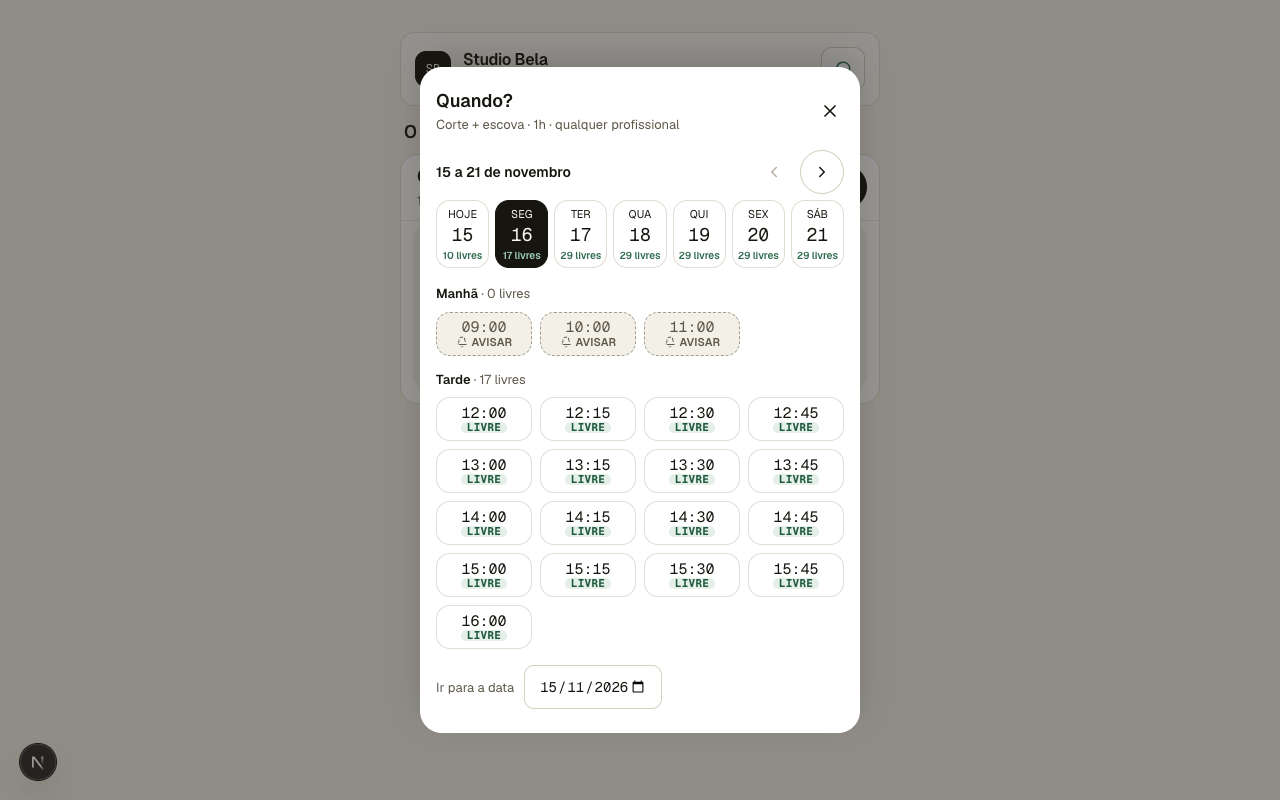 Studio Bela
Quando?
Corte + escova · 1h · qualquer profissional
15 a 21 de novembro
HOJE SEG TER QUA QUI SEX SÁB
15 16 17 18 19 20 21
10 livres 17 livres 29 livres 29 livres 29 livres 29 livres 29 livres
Manhã · 0 livres
09:00 10:00 11:00
AVISAR AVISAR AVISAR
Tarde · 17 livres
12:00 12:15 12:30 12:45
LIVRE LIVRE LIVRE LIVRE
13:00 13:15 13:30 13:45
LIVRE LIVRE LIVRE LIVRE
14:00 14:15 14:30 14:45
LIVRE LIVRE LIVRE LIVRE
15:00 15:15 15:30 15:45
LIVRE LIVRE LIVRE LIVRE
16:00
LIVRE
Ir para a data 15/11/2026
N